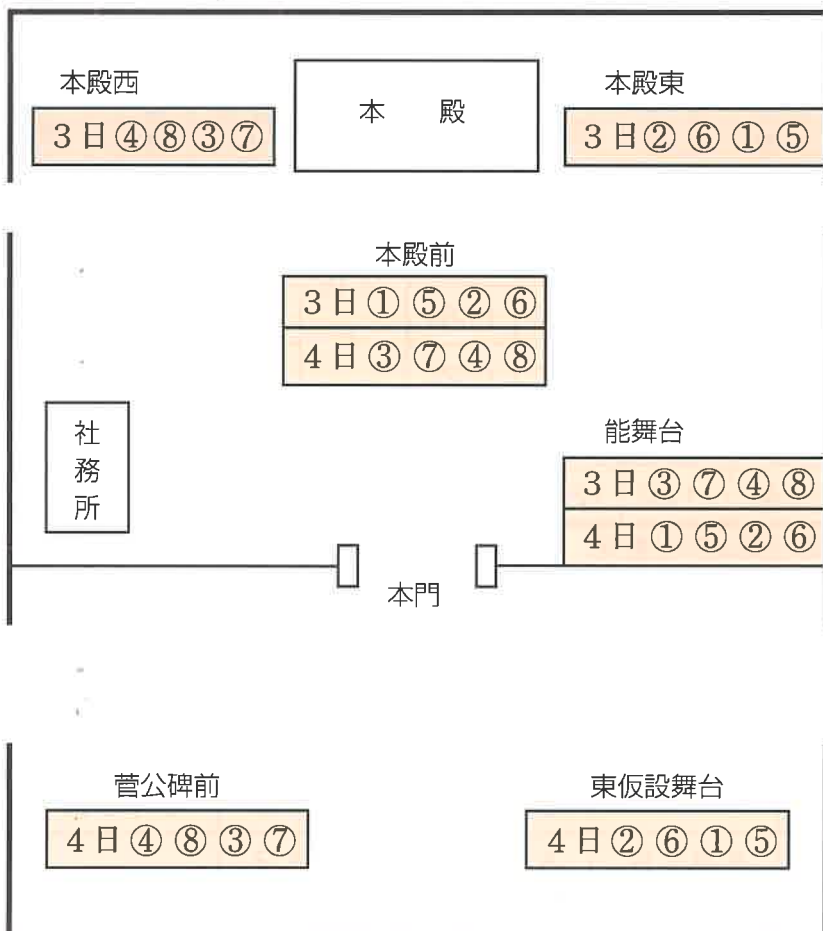 本殿西
3日④⑧③⑦
本　殿
本殿東
3日②⑥①⑤
本殿前
3日①⑤②⑥
4日③⑦④⑧
社務所
能舞台
3日③⑦④⑧
4日①⑤②⑥
本門
菅公碑前
4日④⑧③⑦
東仮設舞台
4日②⑥①⑤